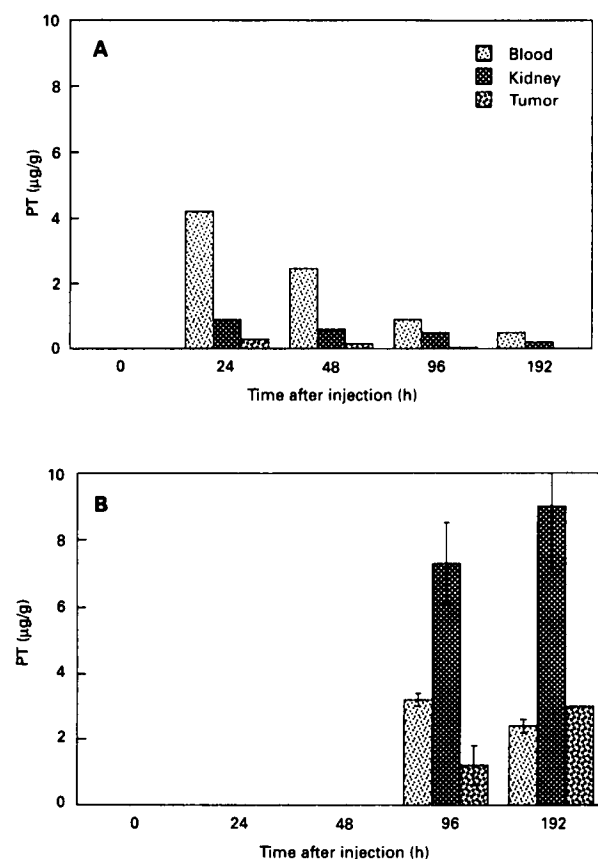 A
10
8
6
4
2
0
PT (µg/g)
Blood
Kidney
Tumor
0 24 48 96 192
Time after injection (h)
B
10
8
6
4
2
0
PT (µg/g)
0 24 48 96 192
Time after injection (h)